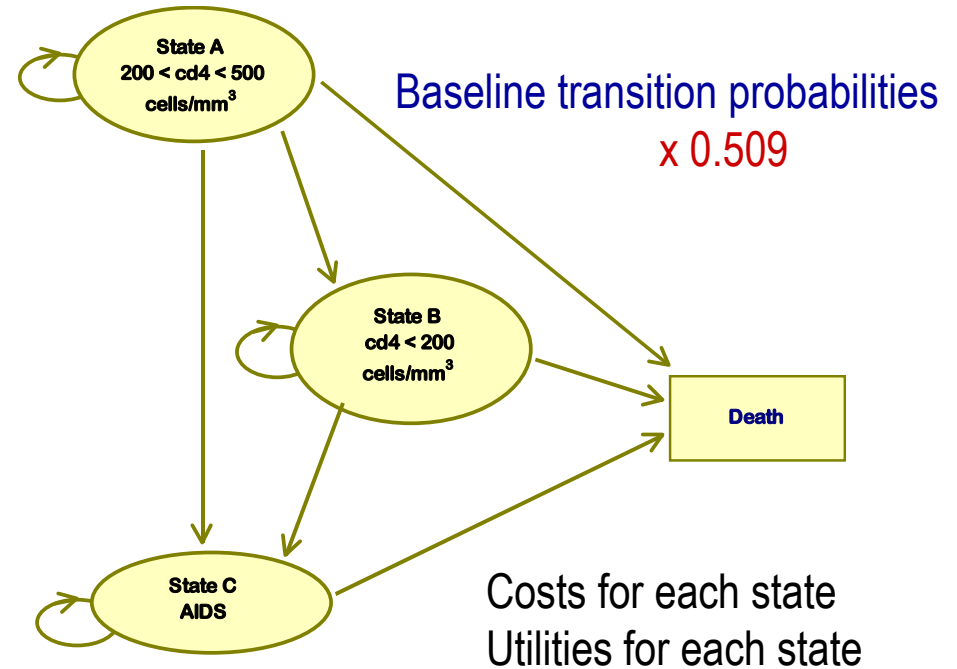 State A
200 < cd4 < 500
cells/mm³
Baseline transition probabilities
x 0.509
State B
cd4 < 200
cells/mm³
Death
State C
AIDS
Costs for each state
Utilities for each state